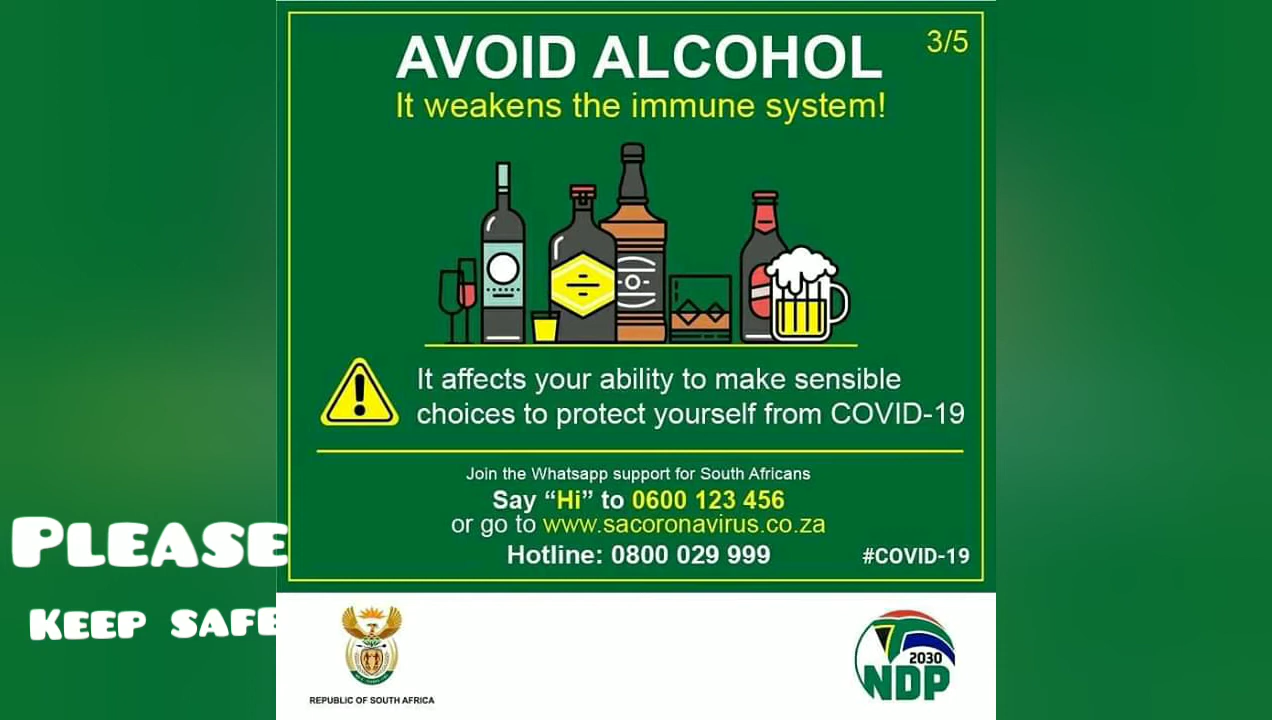 AVOID ALCOHOL
3/5
It weakens the immune system!
It affects your ability to make sensible
choices to protect yourself from COVID-19
Join the Whatsapp support for South Africans
Say “Hi” to 0600 123 456
or go to www.sacoronavirus.co.za
Hotline: 0800 029 999
#COVID-19
PLEASE
KEEP SAFE
REPUBLIC OF SOUTH AFRICA
2030
NDP